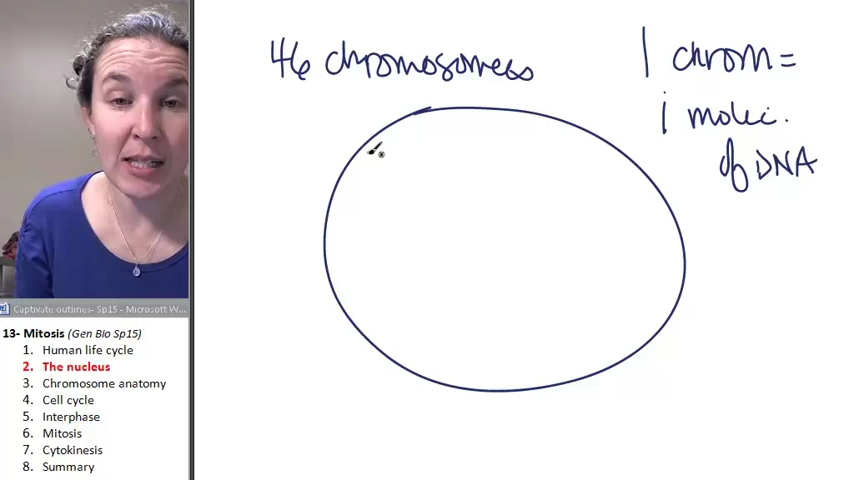 46 chromosomess
1 chrom =
1 molec.
of DNA
Captivate outlines- Sp15 - Microsoft W...
13- Mitosis (Gen Bio Sp15)
1. Human life cycle
2. The nucleus
3. Chromosome anatomy
4. Cell cycle
5. Interphase
6. Mitosis
7. Cytokinesis
8. Summary